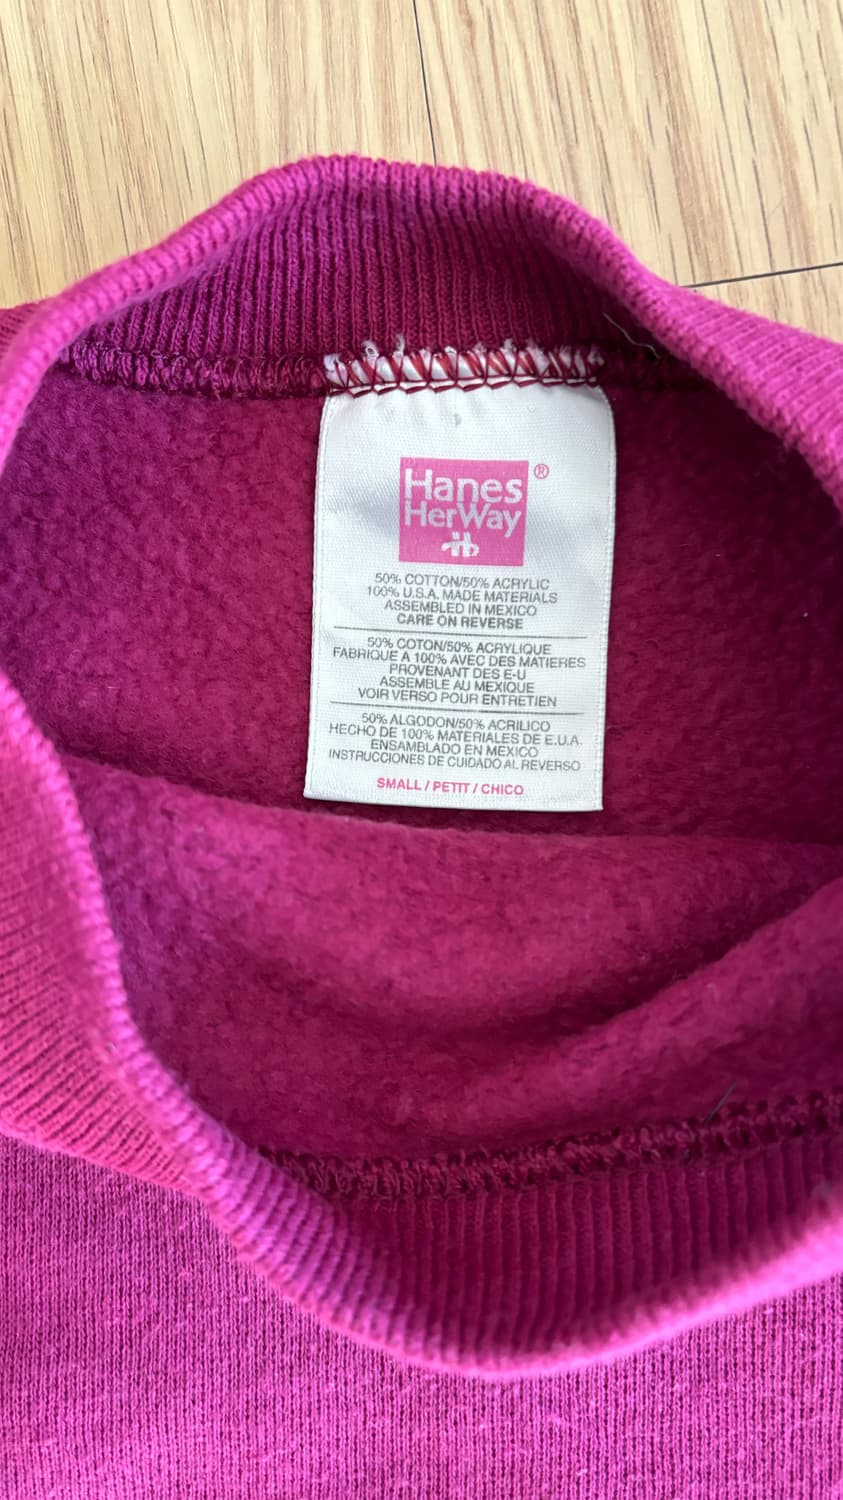 Hanes
HerWay
®
50% COTTON/50% ACRYLIC
100% U.S.A. MADE MATERIALS
ASSEMBLED IN MEXICO
CARE ON REVERSE
50% COTON/50% ACRYLIQUE
FABRIQUE A 100% AVEC DES MATIERES
PROVENANT DES E-U
ASSEMBLE AU MEXIQUE
VOIR VERSO POUR ENTRETIEN
50% ALGODON/50% ACRILICO
HECHO DE 100% MATERIALES DE E.U.A.
ENSAMBLADO EN MEXICO
INSTRUCCIONES DE CUIDADO AL REVERSO
SMALL / PETIT / CHICO